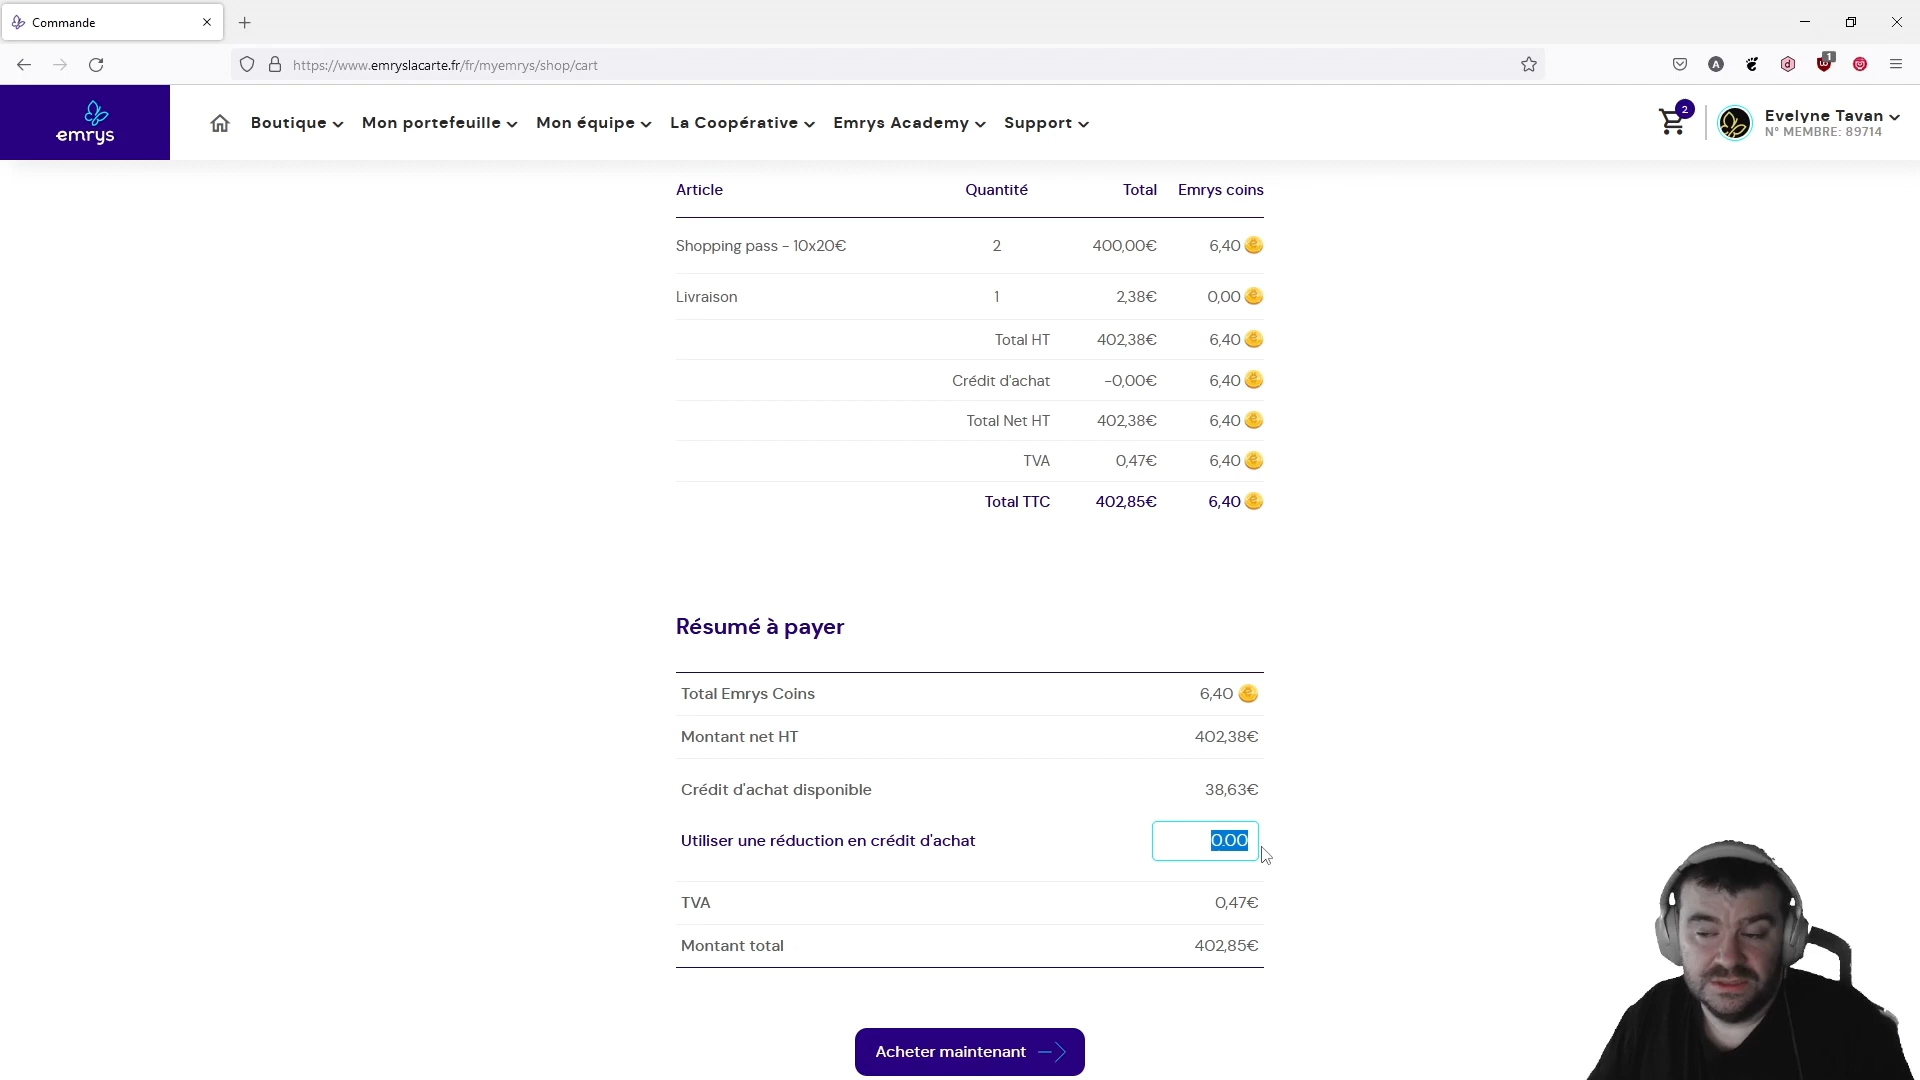 Commande
https://www.emryslacarte.fr/fr/myemrys/shop/cart
A
1
emrys
Boutique
Mon portefeuille
Mon équipe
La Coopérative
Emrys Academy
Support
2
Evelyne Tavan
N° MEMBRE: 89714
Article Quantité Total Emrys coins
Shopping pass - 10x20€ 2 400,00€ 6,40
Livraison 1 2,38€ 0,00
Total HT 402,38€ 6,40
Crédit d'achat -0,00€ 6,40
Total Net HT 402,38€ 6,40
TVA 0,47€ 6,40
Total TTC 402,85€ 6,40
Résumé à payer
Total Emrys Coins 6,40
Montant net HT 402,38€
Crédit d'achat disponible 38,63€
Utiliser une réduction en crédit d'achat 0.00
TVA 0,47€
Montant total 402,85€
Acheter maintenant